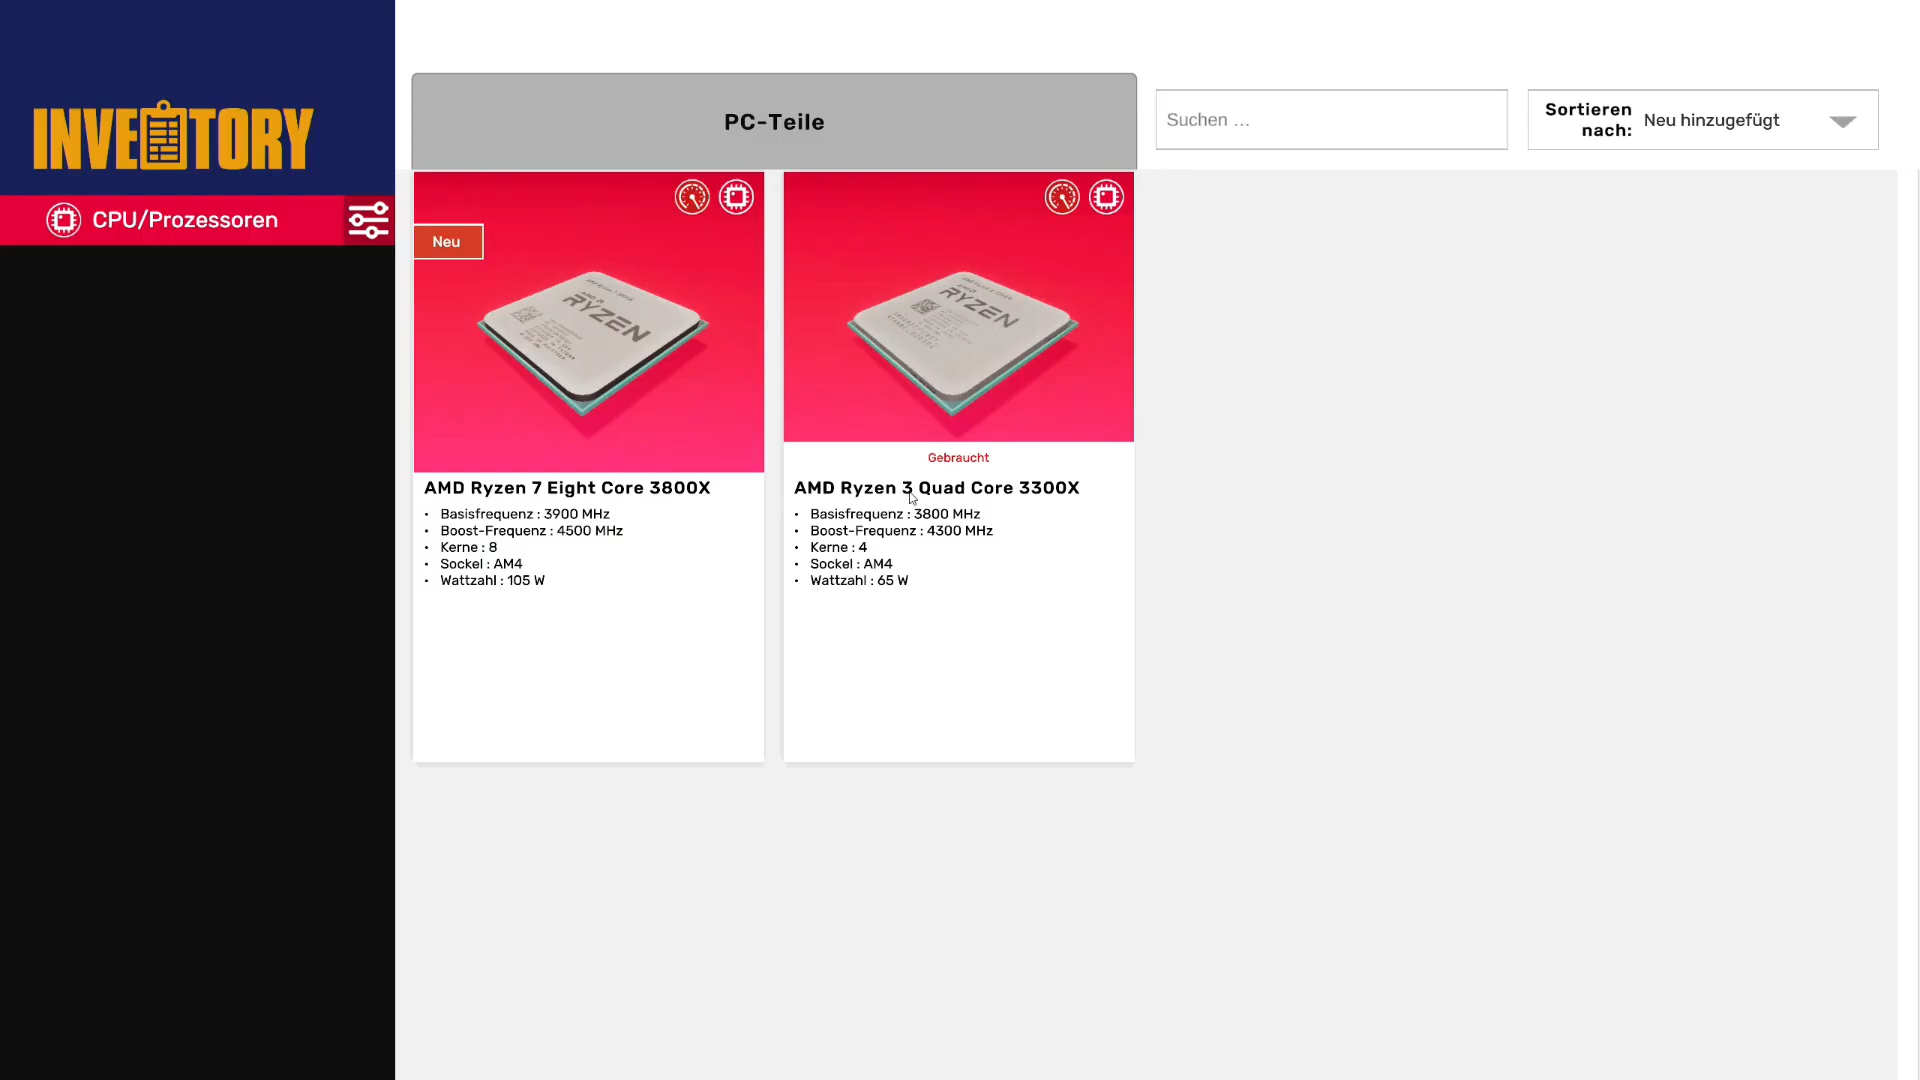 INVENTORY
PC-Teile
Suchen ...
Sortieren
nach:
Neu hinzugefügt
CPU/Prozessoren
Neu
RYZEN
AMD Ryzen 7 Eight Core 3800X
• Basisfrequenz : 3900 MHz
• Boost-Frequenz : 4500 MHz
• Kerne : 8
• Sockel : AM4
• Wattzahl : 105 W
RYZEN
Gebraucht
AMD Ryzen 3 Quad Core 3300X
• Basisfrequenz : 3800 MHz
• Boost-Frequenz : 4300 MHz
• Kerne : 4
• Sockel : AM4
• Wattzahl : 65 W